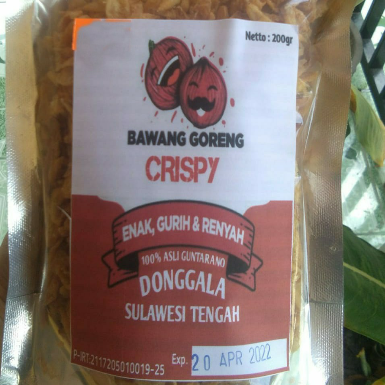 Netto : 200gr
BAWANG GORENG
CRISPY
ENAK, GURIH & RENYAH
100% ASLI GUNTARANO
DONGGALA
SULAWESI TENGAH
P-IRT:2117205010019-25
Exp. 20 APR 2022